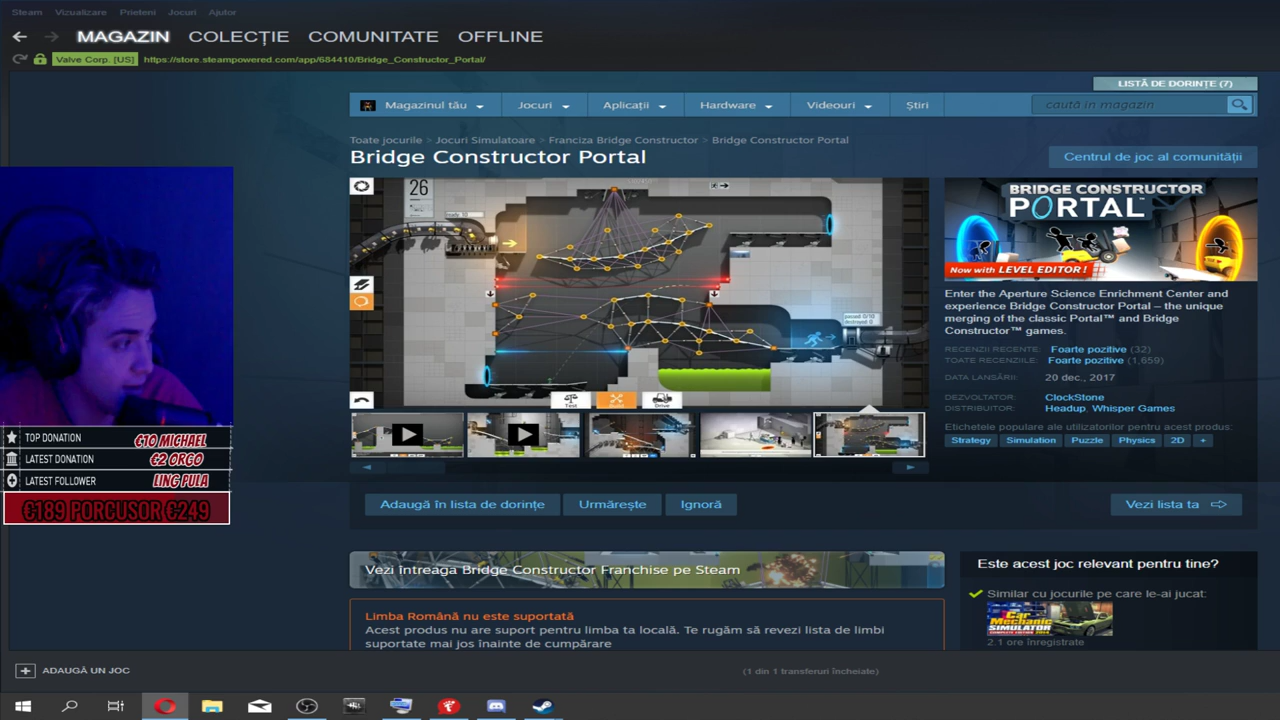 Steam Vizualizare Prieteni Jocuri Ajutor
MAGAZIN COLECȚIE COMUNITATE OFFLINE
Valve Corp. [US] https://store.steampowered.com/app/684410/Bridge_Constructor_Portal/
LISTĂ DE DORINȚE (7)
Magazinul tău Jocuri Aplicații Hardware Videouri Știri caută în magazin
Toate jocurile > Jocuri Simulatoare > Franciza Bridge Constructor > Bridge Constructor Portal
Bridge Constructor Portal
Centrul de joc al comunității
26
Test
Build
Drive
BRIDGE CONSTRUCTOR
PORTAL™
Now with LEVEL EDITOR !
Enter the Aperture Science Enrichment Center and
experience Bridge Constructor Portal – the unique
merging of the classic Portal™ and Bridge
Constructor™ games.
RECENZII RECENTE: Foarte pozitive (32)
TOATE RECENZIILE: Foarte pozitive (1,659)
DATA LANSĂRII: 20 dec., 2017
DEZVOLTATOR: ClockStone
DISTRIBUITOR: Headup, Whisper Games
Etichetele populare ale utilizatorilor pentru acest produs:
Strategy Simulation Puzzle Physics 2D +
TOP DONATION €10 MICHAEL
LATEST DONATION €2 ORGO
LATEST FOLLOWER LING PULA
€189 PORCUSOR €249
Adaugă în lista de dorințe Urmărește Ignoră Vezi lista ta
Vezi întreaga Bridge Constructor Franchise pe Steam
Este acest joc relevant pentru tine?
Similar cu jocurile pe care le-ai jucat:
Car
MECHANIC
SIMULATOR
2.1 ore înregistrate
Limba Română nu este suportată
Acest produs nu are suport pentru limba ta locală. Te rugăm să revezi lista de limbi
suportate mai jos înainte de cumpărare
ADAUGĂ UN JOC
(1 din 1 transferuri încheiate)